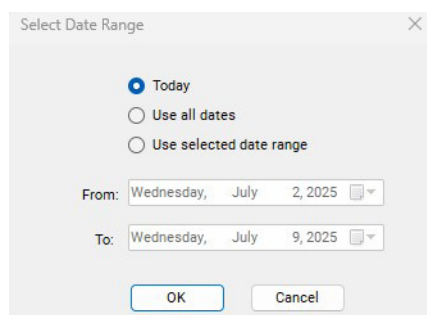 Select Date Range
Today
Use all dates
Use selected date range
From: Wednesday, July 2, 2025
To: Wednesday, July 9, 2025
OK Cancel